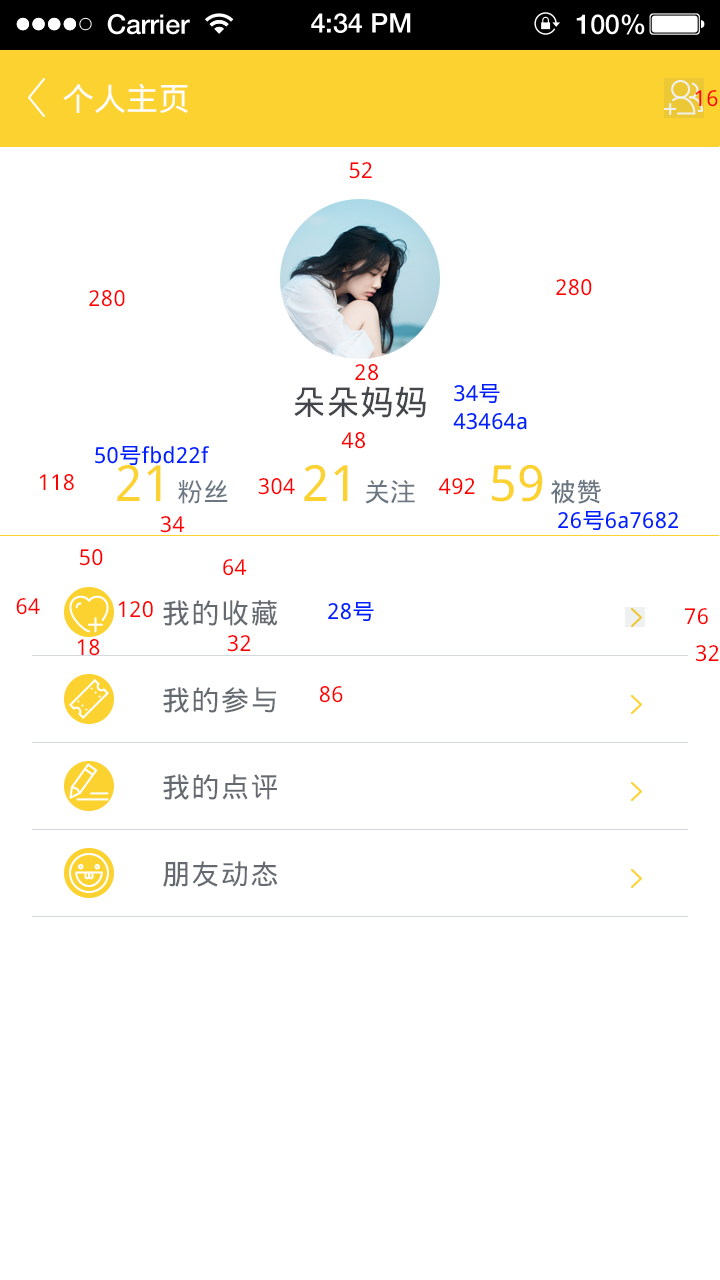 Carrier 4:34 PM 100%
个人主页 16
52
280 280
28
朵朵妈妈 34号
43464a
48
50号fbd22f
118 21 粉丝 304 21 关注 492 59 被赞
34 26号6a7682
50 64
64 120 我的收藏 28号 76
18 32 32
我的参与 86
我的点评
朋友动态